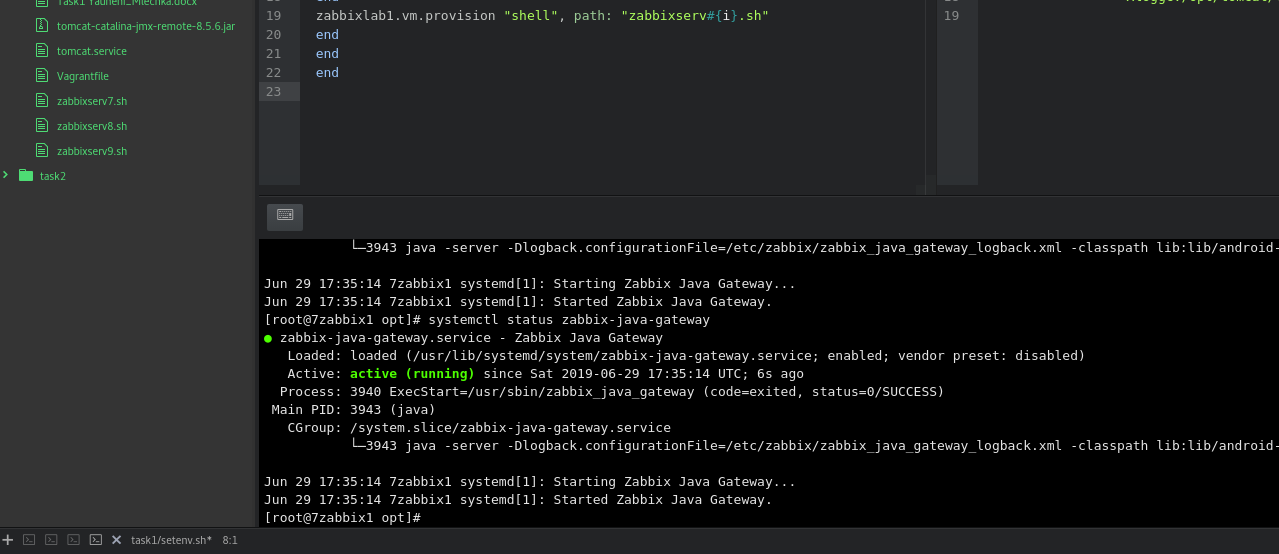 Task1 Yauheni_Mlechka.docx
tomcat-catalina-jmx-remote-8.5.6.jar
tomcat.service
Vagrantfile
zabbixserv7.sh
zabbixserv8.sh
zabbixserv9.sh
task2
19 zabbixlab1.vm.provision "shell", path: "zabbixserv#{i}.sh"
20 end
21 end
22 end
23
19
└─3943 java -server -Dlogback.configurationFile=/etc/zabbix/zabbix_java_gateway_logback.xml -classpath lib:lib/android-
Jun 29 17:35:14 7zabbix1 systemd[1]: Starting Zabbix Java Gateway...
Jun 29 17:35:14 7zabbix1 systemd[1]: Started Zabbix Java Gateway.
[root@7zabbix1 opt]# systemctl status zabbix-java-gateway
● zabbix-java-gateway.service - Zabbix Java Gateway
Loaded: loaded (/usr/lib/systemd/system/zabbix-java-gateway.service; enabled; vendor preset: disabled)
Active: active (running) since Sat 2019-06-29 17:35:14 UTC; 6s ago
Process: 3940 ExecStart=/usr/sbin/zabbix_java_gateway (code=exited, status=0/SUCCESS)
Main PID: 3943 (java)
CGroup: /system.slice/zabbix-java-gateway.service
└─3943 java -server -Dlogback.configurationFile=/etc/zabbix/zabbix_java_gateway_logback.xml -classpath lib:lib/android-
Jun 29 17:35:14 7zabbix1 systemd[1]: Starting Zabbix Java Gateway...
Jun 29 17:35:14 7zabbix1 systemd[1]: Started Zabbix Java Gateway.
[root@7zabbix1 opt]#
task1/setenv.sh* 8:1